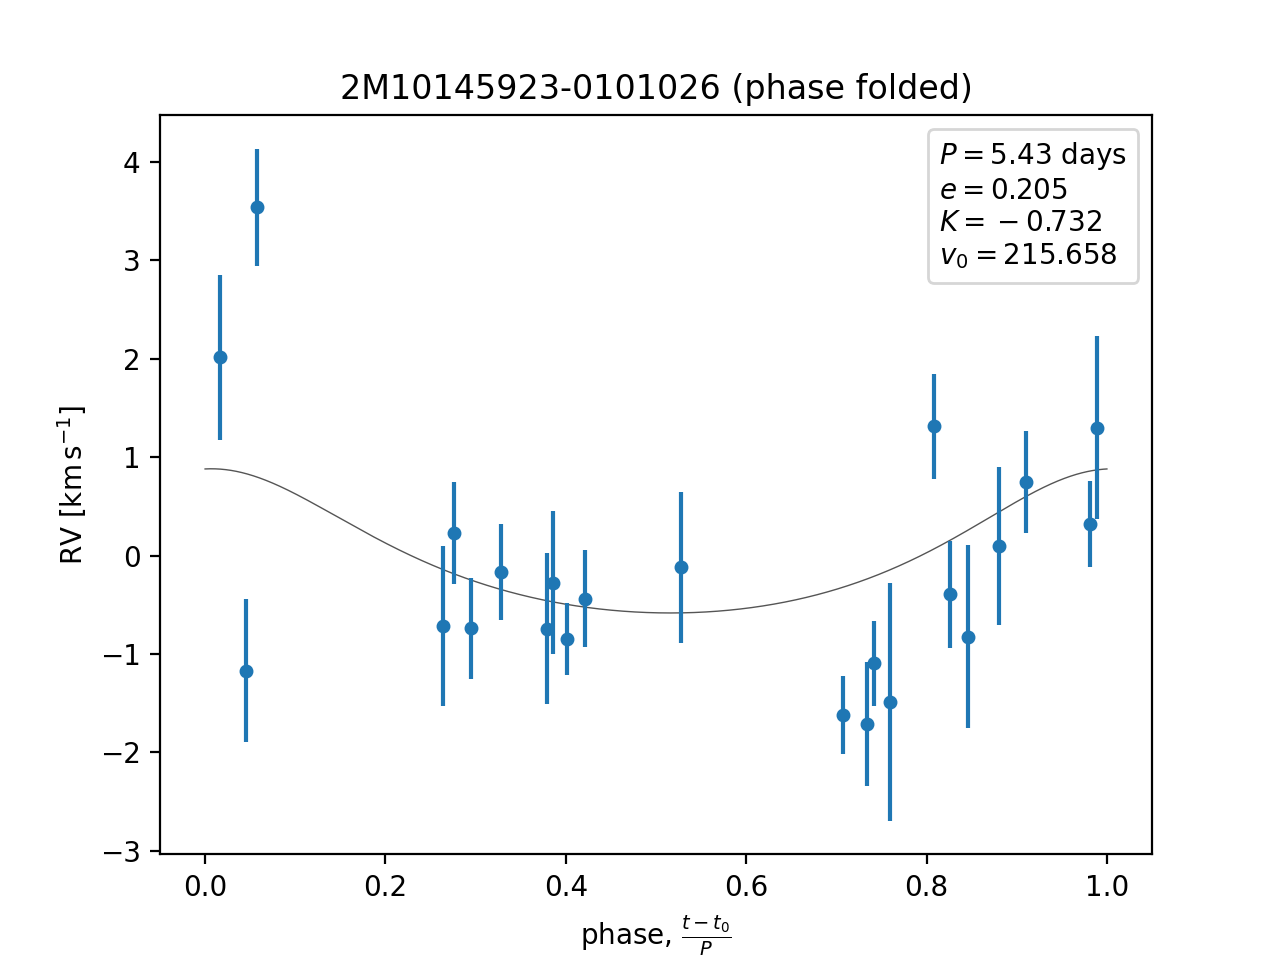 2M10145923-0101026 (phase folded)
P = 5.43 days
e = 0.205
K = −0.732
v₀ = 215.658
RV [km s⁻¹]
4
3
2
1
0
−1
−2
−3
0.0 0.2 0.4 0.6 0.8 1.0
phase, (t − t₀)/P